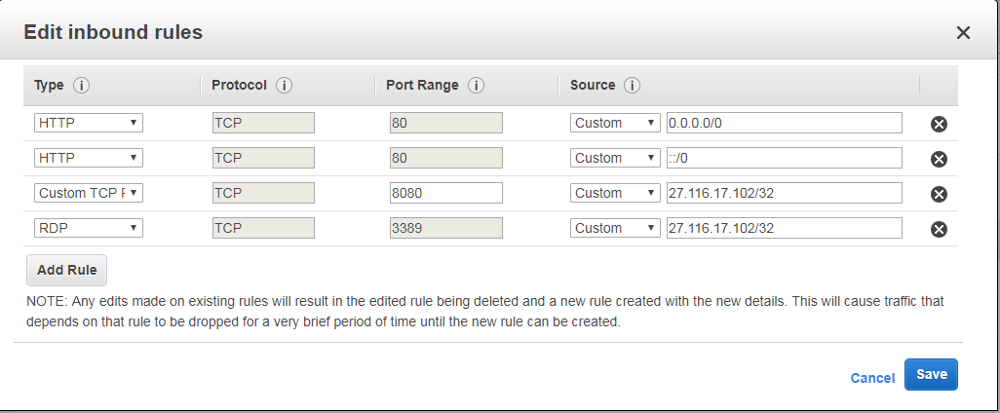 Edit inbound rules
Type Protocol Port Range Source
HTTP TCP 80 Custom 0.0.0.0/0
HTTP TCP 80 Custom ::/0
Custom TCP TCP 8080 Custom 27.116.17.102/32
RDP TCP 3389 Custom 27.116.17.102/32
Add Rule
NOTE: Any edits made on existing rules will result in the edited rule being deleted and a new rule created with the new details. This will cause traffic that
depends on that rule to be dropped for a very brief period of time until the new rule can be created.
Cancel Save